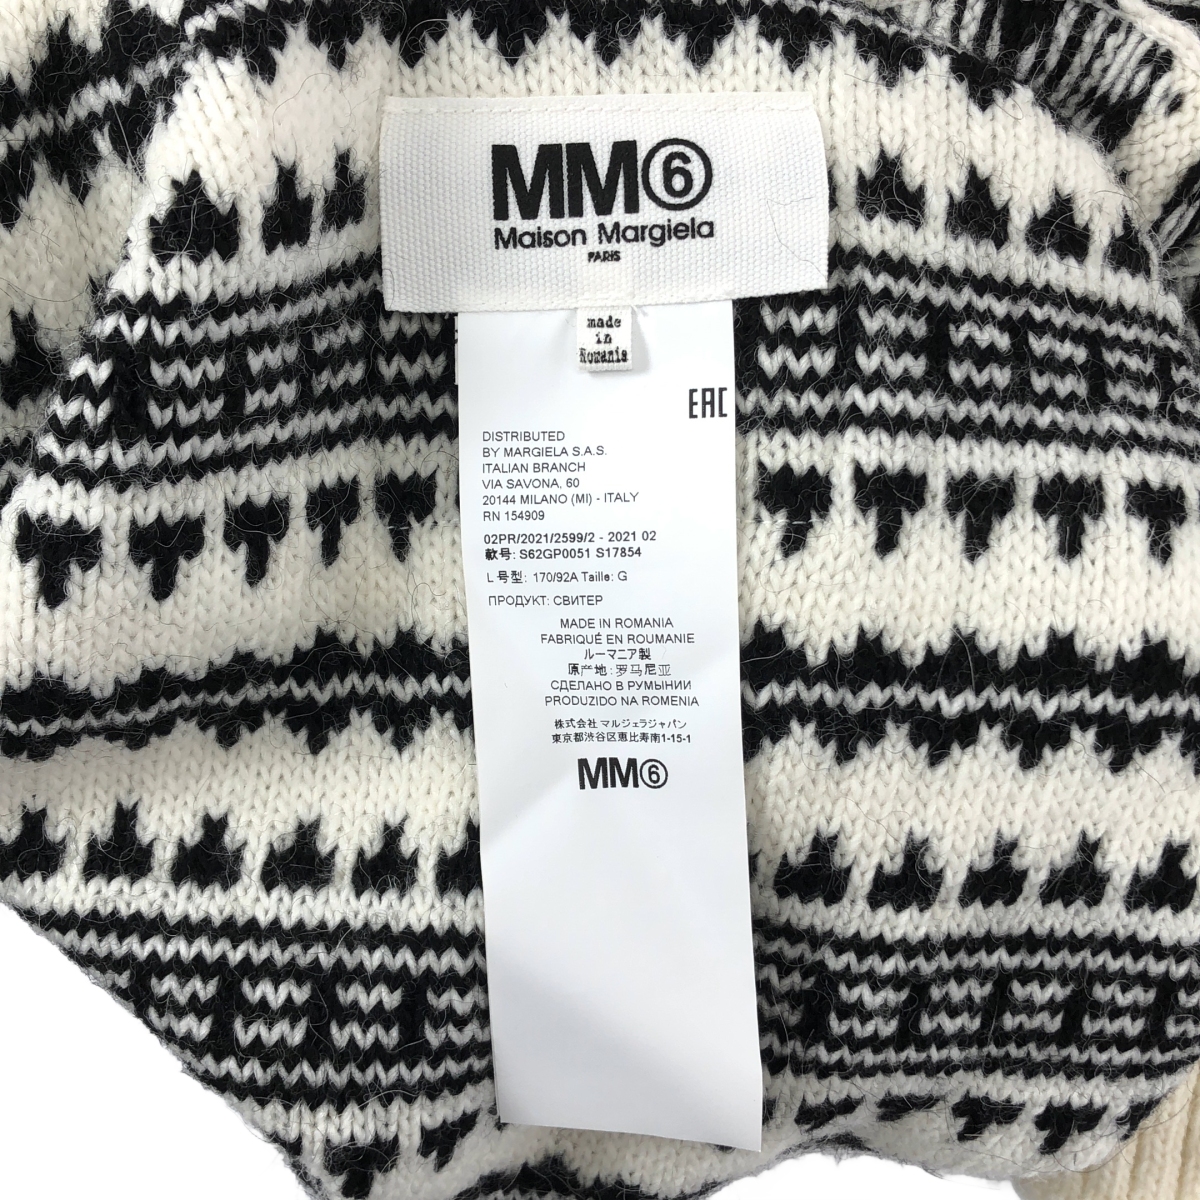 MM⑥
Maison Margiela
PARIS
made
in
Romania
EAC
DISTRIBUTED
BY MARGIELA S.A.S.
ITALIAN BRANCH
VIA SAVONA, 60
20144 MILANO (MI) - ITALY
RN 154909
02PR/2021/2599/2 - 2021 02
款号: S62GP0051 S17854
L 号型: 170/92A Taille: G
ПРОДУКТ: СВИТЕР
MADE IN ROMANIA
FABRIQUÉ EN ROUMANIE
ルーマニア製
原产地: 罗马尼亚
СДЕЛАНО В РУМЫНИИ
PRODUZIDO NA ROMENIA
株式会社 マルジェラジャパン
東京都渋谷区恵比寿南1-15-1
MM⑥